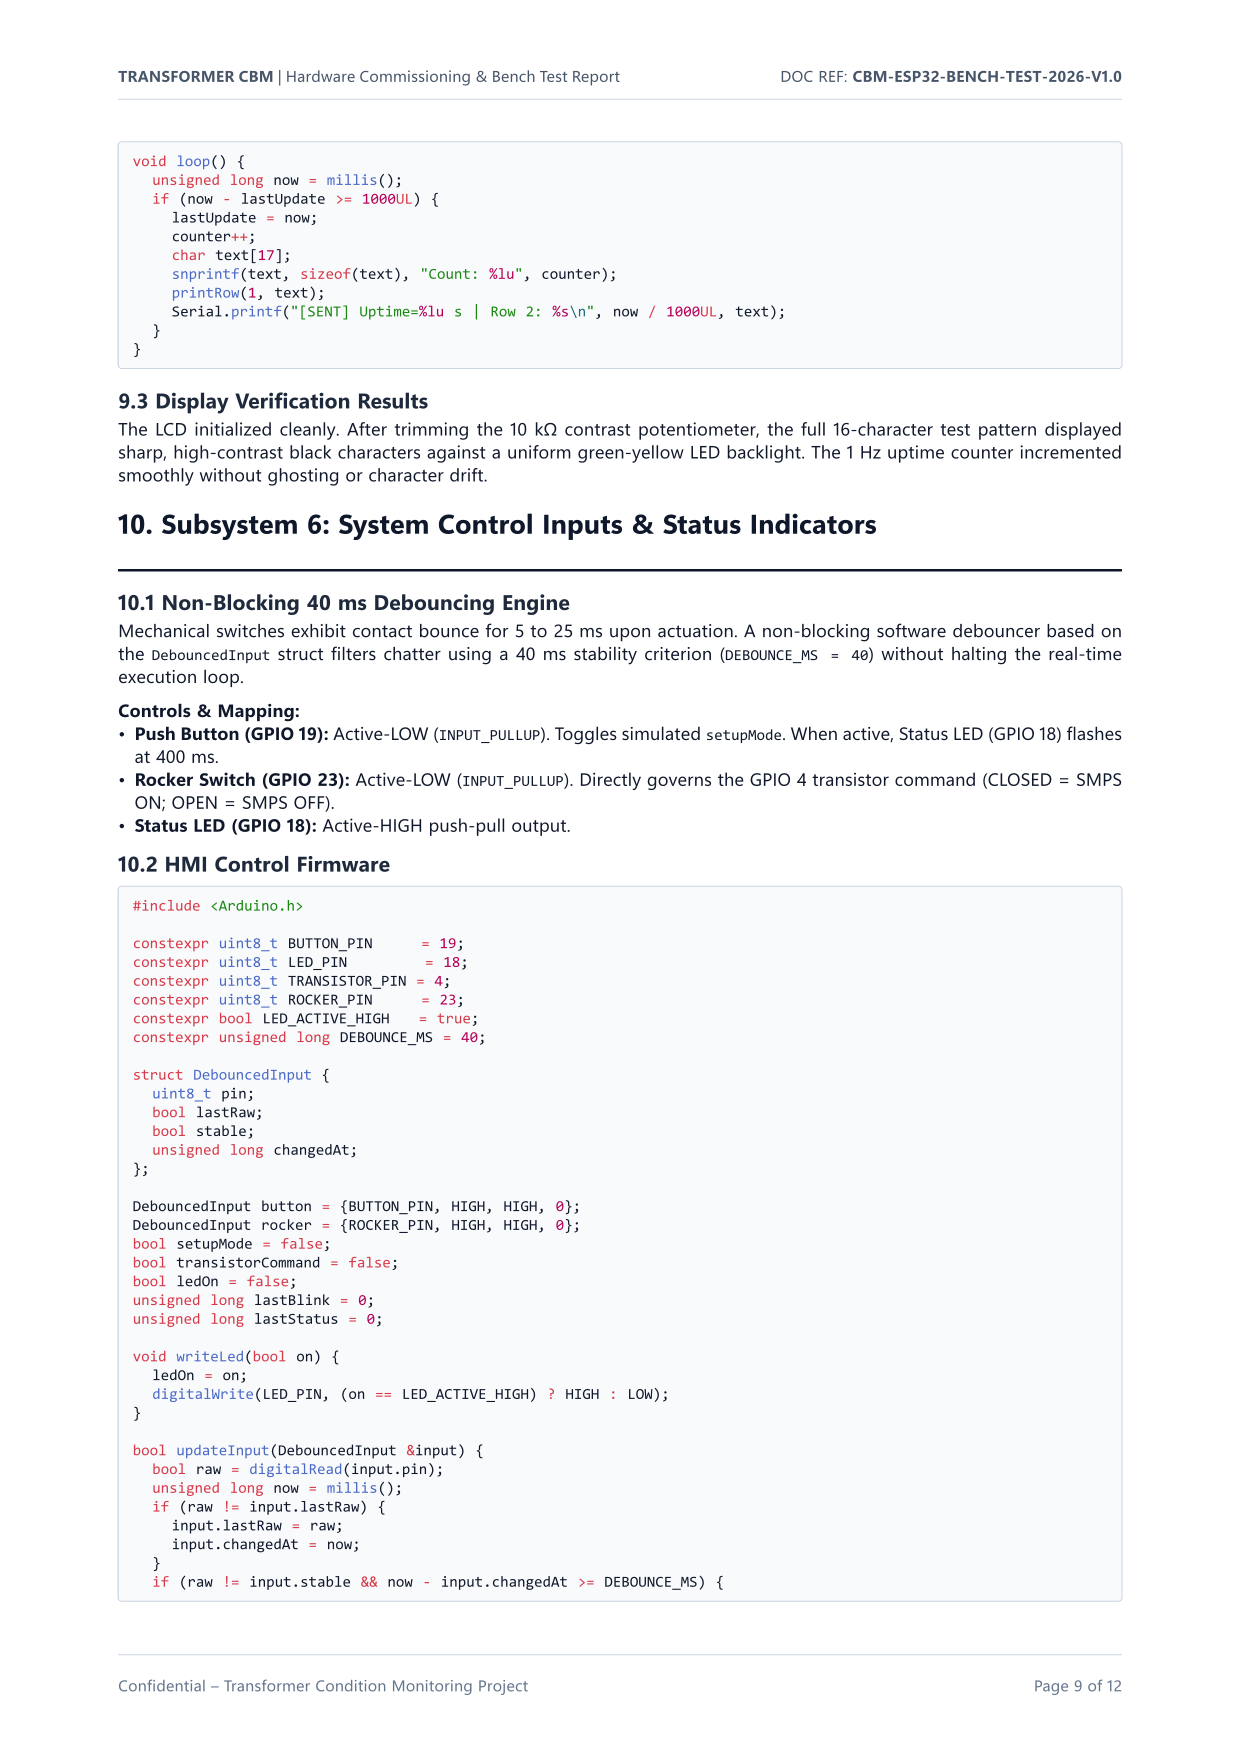 TRANSFORMER CBM | Hardware Commissioning & Bench Test Report
DOC REF: CBM-ESP32-BENCH-TEST-2026-V1.0
void loop() {
  unsigned long now = millis();
  if (now - lastUpdate >= 1000UL) {
    lastUpdate = now;
    counter++;
    char text[17];
    snprintf(text, sizeof(text), "Count: %lu", counter);
    printRow(1, text);
    Serial.printf("[SENT] Uptime=%lu s | Row 2: %s\n", now / 1000UL, text);
  }
}
9.3 Display Verification Results
The LCD initialized cleanly. After trimming the 10 kΩ contrast potentiometer, the full 16-character test pattern displayed
sharp, high-contrast black characters against a uniform green-yellow LED backlight. The 1 Hz uptime counter incremented
smoothly without ghosting or character drift.
10. Subsystem 6: System Control Inputs & Status Indicators
10.1 Non-Blocking 40 ms Debouncing Engine
Mechanical switches exhibit contact bounce for 5 to 25 ms upon actuation. A non-blocking software debouncer based on
the DebouncedInput struct filters chatter using a 40 ms stability criterion (DEBOUNCE_MS = 40) without halting the real-time
execution loop.
Controls & Mapping:
• Push Button (GPIO 19): Active-LOW (INPUT_PULLUP). Toggles simulated setupMode. When active, Status LED (GPIO 18) flashes
at 400 ms.
• Rocker Switch (GPIO 23): Active-LOW (INPUT_PULLUP). Directly governs the GPIO 4 transistor command (CLOSED = SMPS
ON; OPEN = SMPS OFF).
• Status LED (GPIO 18): Active-HIGH push-pull output.
10.2 HMI Control Firmware
#include <Arduino.h>
constexpr uint8_t BUTTON_PIN     = 19;
constexpr uint8_t LED_PIN        = 18;
constexpr uint8_t TRANSISTOR_PIN = 4;
constexpr uint8_t ROCKER_PIN     = 23;
constexpr bool LED_ACTIVE_HIGH   = true;
constexpr unsigned long DEBOUNCE_MS = 40;
struct DebouncedInput {
  uint8_t pin;
  bool lastRaw;
  bool stable;
  unsigned long changedAt;
};
DebouncedInput button = {BUTTON_PIN, HIGH, HIGH, 0};
DebouncedInput rocker = {ROCKER_PIN, HIGH, HIGH, 0};
bool setupMode = false;
bool transistorCommand = false;
bool ledOn = false;
unsigned long lastBlink = 0;
unsigned long lastStatus = 0;
void writeLed(bool on) {
  ledOn = on;
  digitalWrite(LED_PIN, (on == LED_ACTIVE_HIGH) ? HIGH : LOW);
}
bool updateInput(DebouncedInput &input) {
  bool raw = digitalRead(input.pin);
  unsigned long now = millis();
  if (raw != input.lastRaw) {
    input.lastRaw = raw;
    input.changedAt = now;
  }
  if (raw != input.stable && now - input.changedAt >= DEBOUNCE_MS) {
Confidential – Transformer Condition Monitoring Project
Page 9 of 12